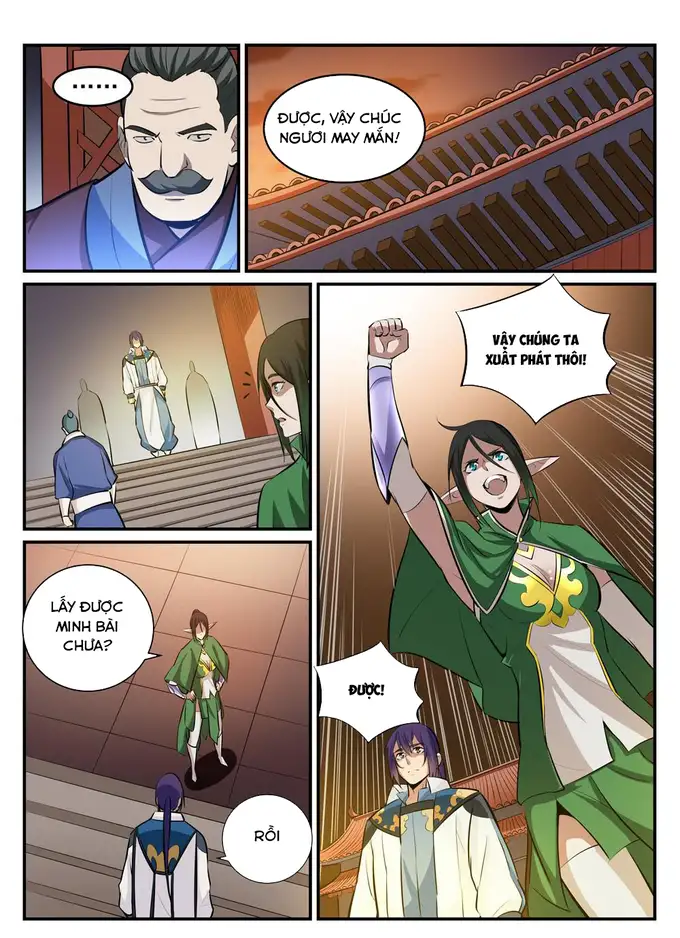 ......
ĐƯỢC, VẬY CHÚC
NGƯƠI MAY MẮN!
VẬY CHÚNG TA
XUẤT PHÁT THÔI!
LẤY ĐƯỢC
MINH BÀI
CHƯA?
RỒI
ĐƯỢC!